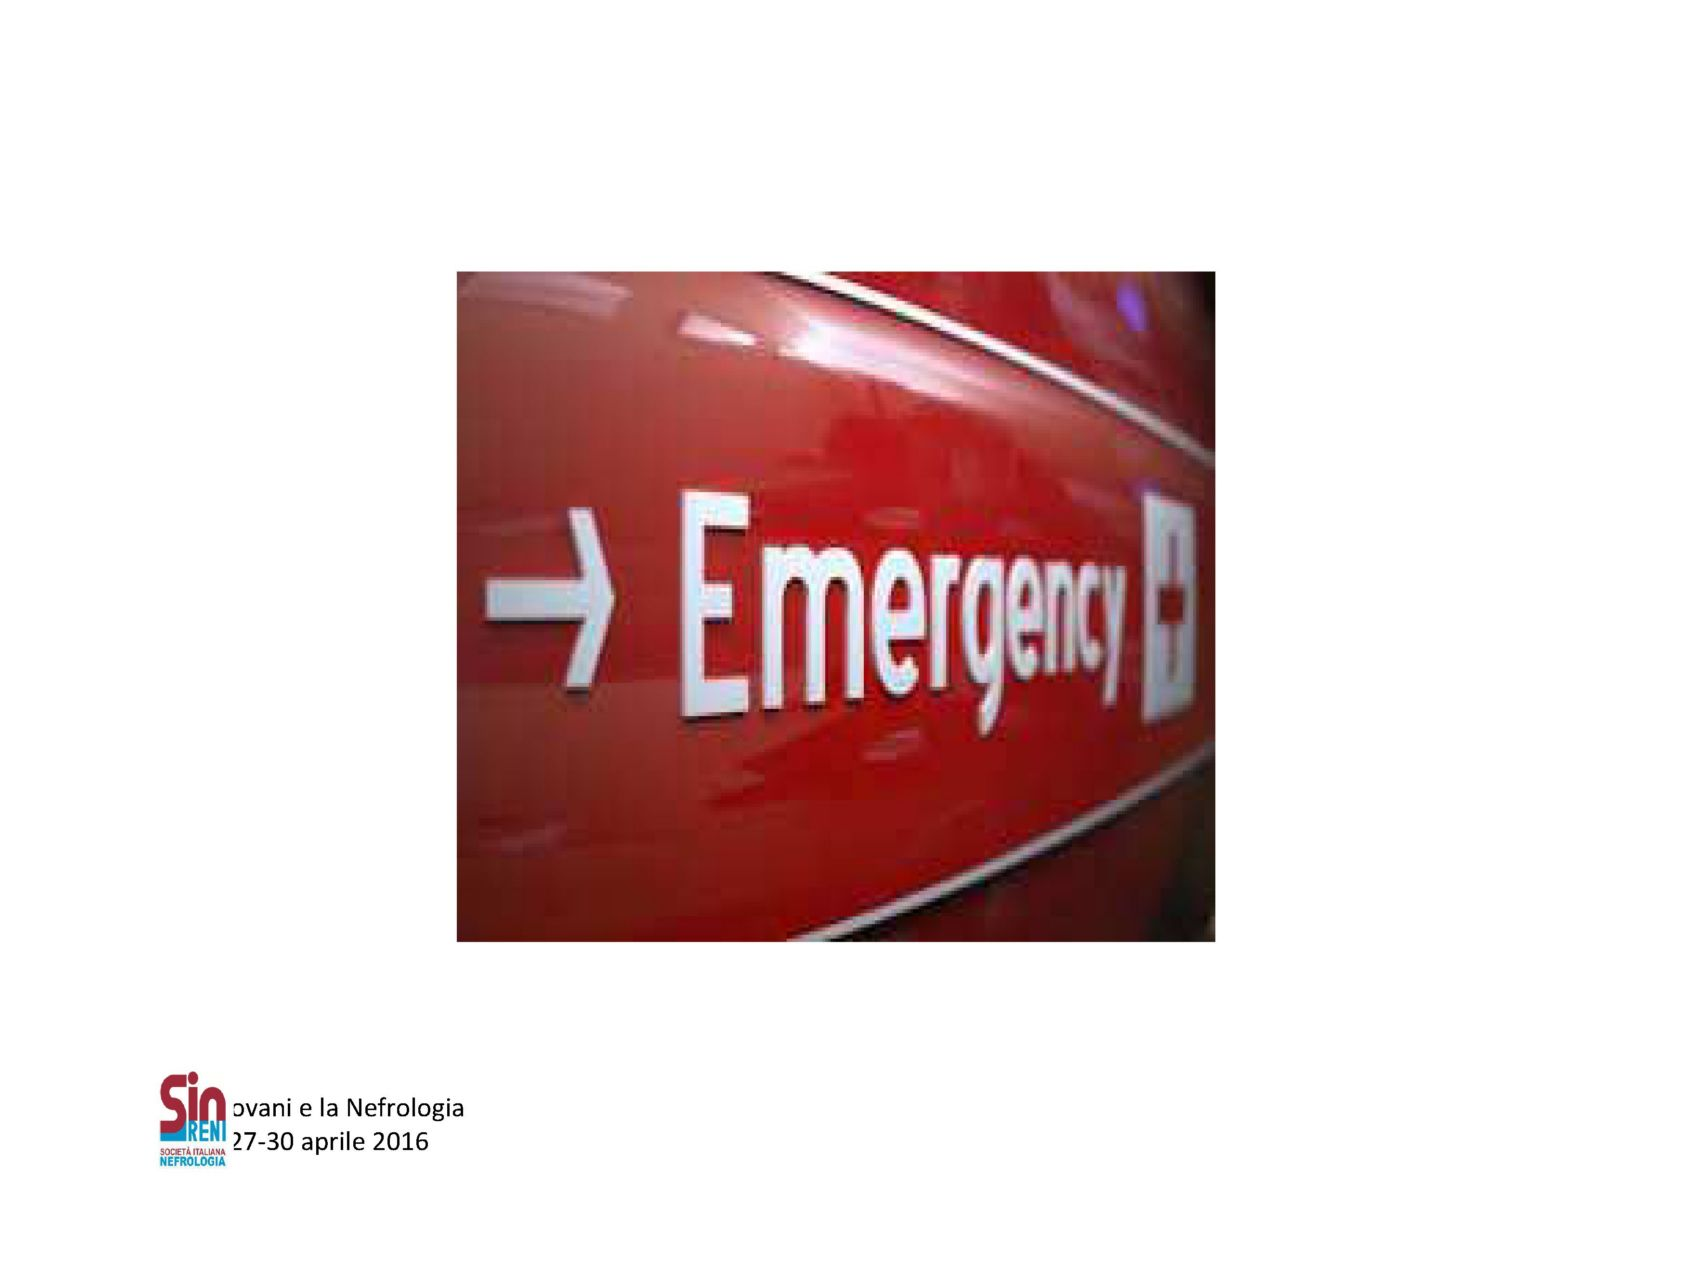 Emergency
Sin
RENI
SOCIETÀ ITALIANA
NEFROLOGIA
ovani e la Nefrologia
27-30 aprile 2016